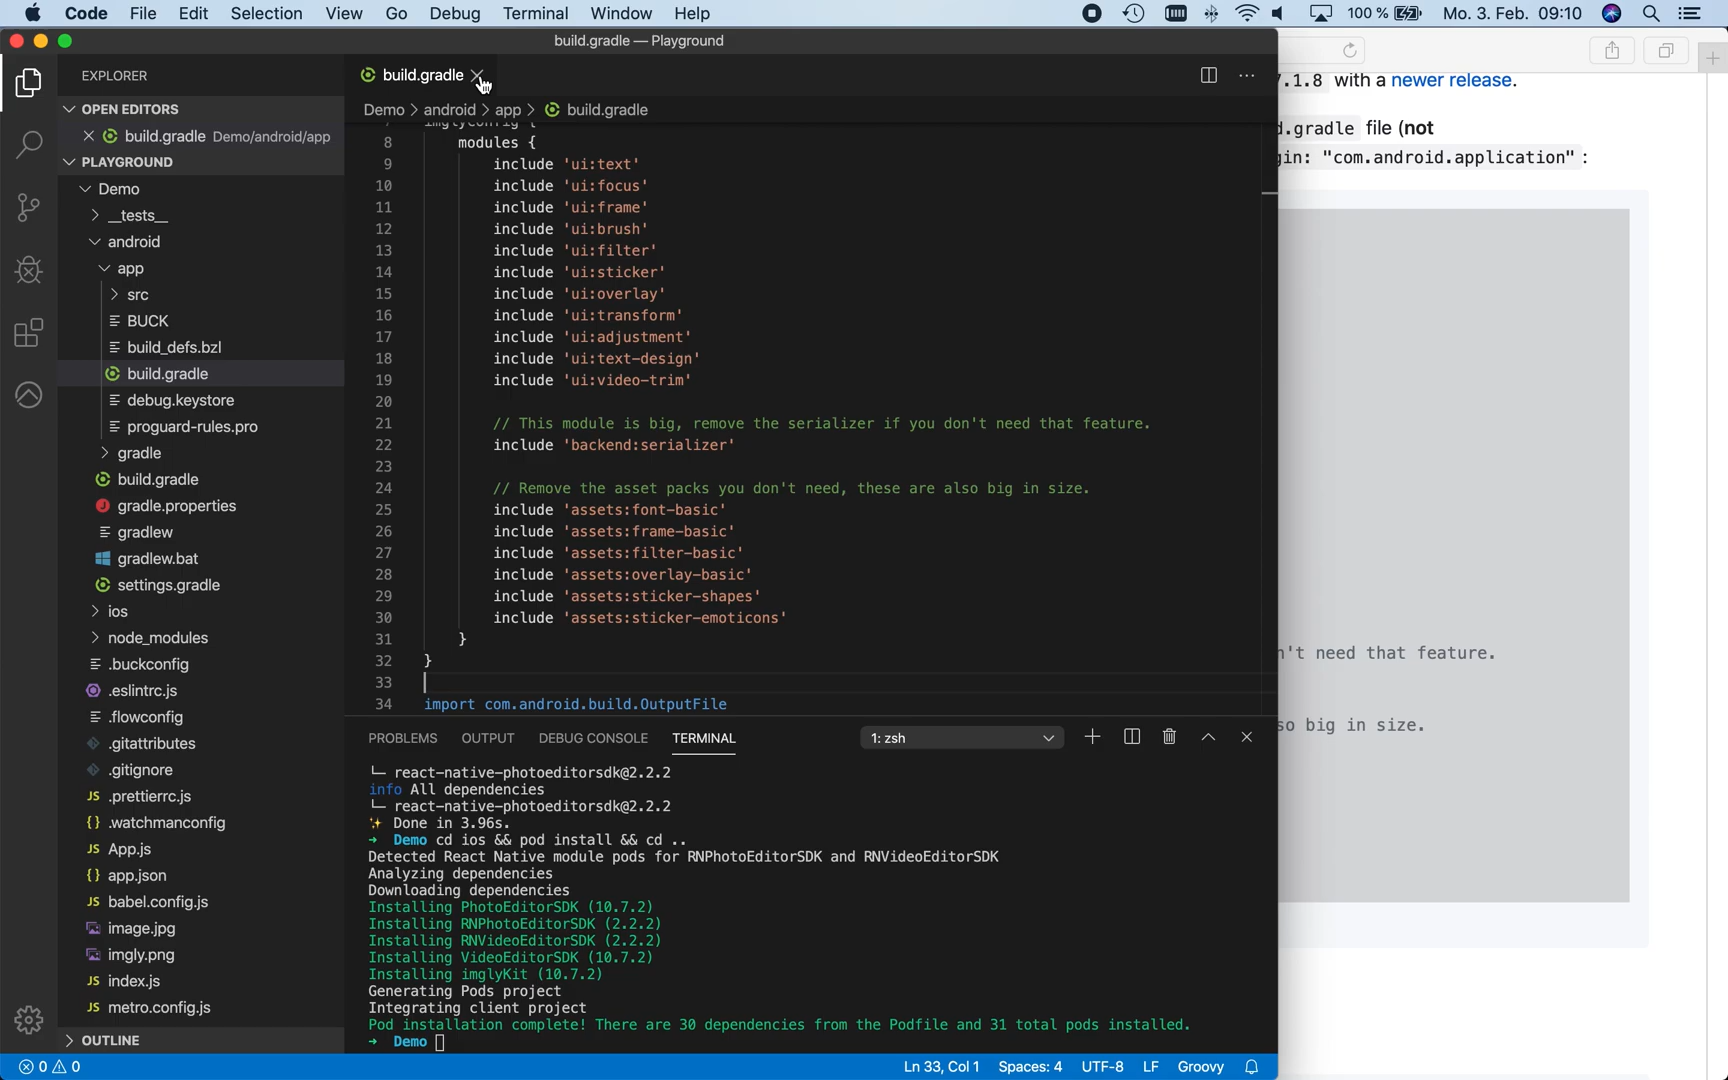 Code File Edit Selection View Go Debug Terminal Window Help
100 % Mo. 3. Feb. 09:10
build.gradle — Playground
EXPLORER
OPEN EDITORS
build.gradle Demo/android/app
PLAYGROUND
Demo
__tests__
android
app
src
BUCK
build_defs.bzl
build.gradle
debug.keystore
proguard-rules.pro
gradle
build.gradle
gradle.properties
gradlew
gradlew.bat
settings.gradle
ios
node_modules
.buckconfig
.eslintrc.js
.flowconfig
.gitattributes
.gitignore
JS .prettierrc.js
{} .watchmanconfig
JS App.js
{} app.json
JS babel.config.js
image.jpg
imgly.png
JS index.js
JS metro.config.js
OUTLINE
build.gradle
Demo > android > app > build.gradle
8 modules {
9 include 'ui:text'
10 include 'ui:focus'
11 include 'ui:frame'
12 include 'ui:brush'
13 include 'ui:filter'
14 include 'ui:sticker'
15 include 'ui:overlay'
16 include 'ui:transform'
17 include 'ui:adjustment'
18 include 'ui:text-design'
19 include 'ui:video-trim'
20
21 // This module is big, remove the serializer if you don't need that feature.
22 include 'backend:serializer'
23
24 // Remove the asset packs you don't need, these are also big in size.
25 include 'assets:font-basic'
26 include 'assets:frame-basic'
27 include 'assets:filter-basic'
28 include 'assets:overlay-basic'
29 include 'assets:sticker-shapes'
30 include 'assets:sticker-emoticons'
31 }
32 }
33
34 import com.android.build.OutputFile
PROBLEMS OUTPUT DEBUG CONSOLE TERMINAL 1: zsh
└─ react-native-photoeditorsdk@2.2.2
info All dependencies
└─ react-native-photoeditorsdk@2.2.2
✨ Done in 3.96s.
➜ Demo cd ios && pod install && cd ..
Detected React Native module pods for RNPhotoEditorSDK and RNVideoEditorSDK
Analyzing dependencies
Downloading dependencies
Installing PhotoEditorSDK (10.7.2)
Installing RNPhotoEditorSDK (2.2.2)
Installing RNVideoEditorSDK (2.2.2)
Installing VideoEditorSDK (10.7.2)
Installing imglyKit (10.7.2)
Generating Pods project
Integrating client project
Pod installation complete! There are 30 dependencies from the Podfile and 31 total pods installed.
➜ Demo
0 0 Ln 33, Col 1 Spaces: 4 UTF-8 LF Groovy
.1.8 with a newer release.
.gradle file (not
gin: "com.android.application" :
n't need that feature.
so big in size.